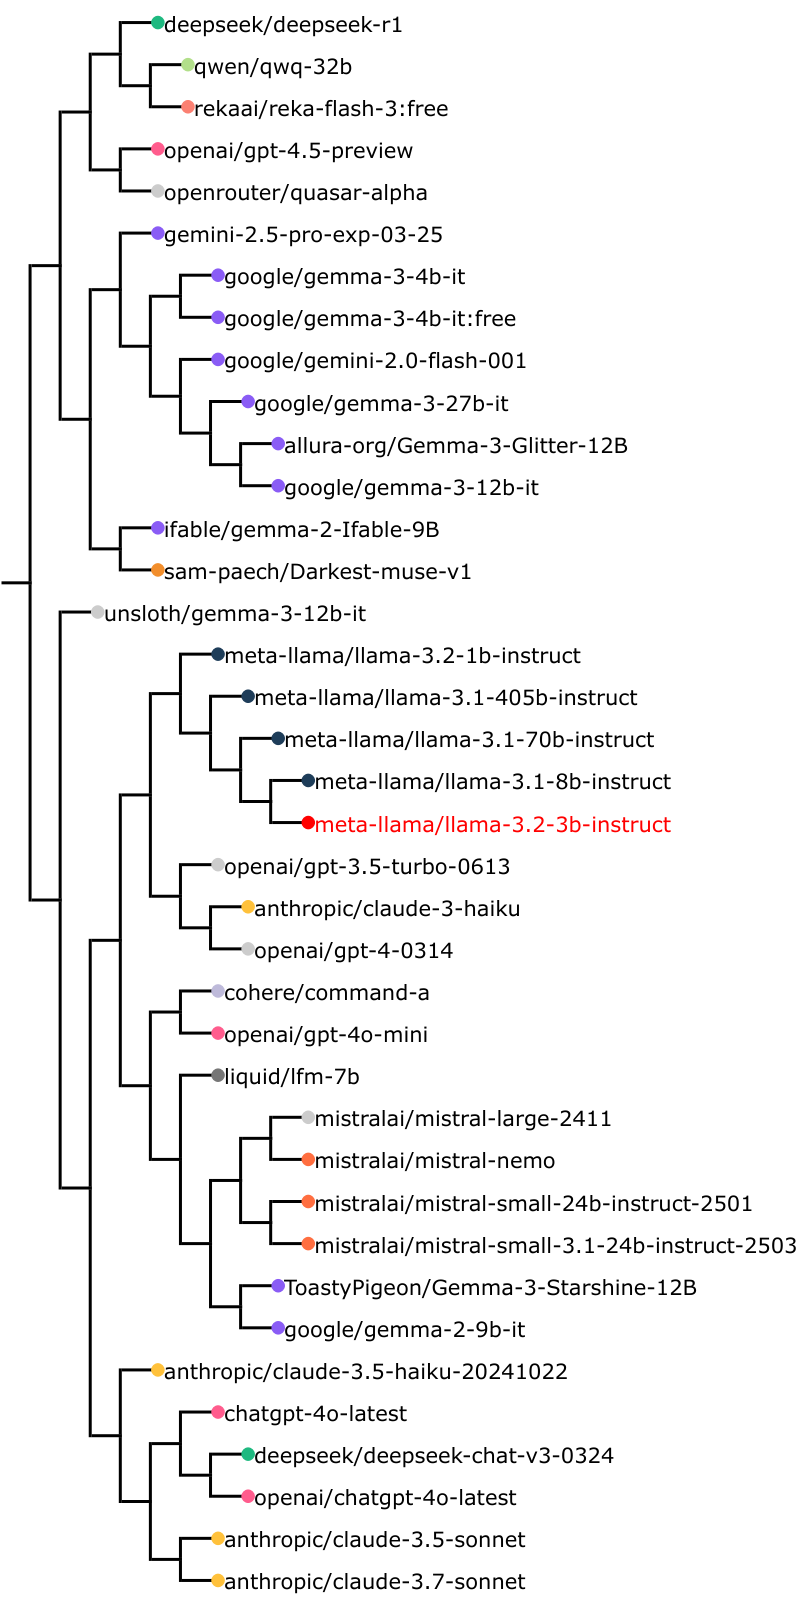 deepseek/deepseek-r1
qwen/qwq-32b
rekaai/reka-flash-3:free
openai/gpt-4.5-preview
openrouter/quasar-alpha
gemini-2.5-pro-exp-03-25
google/gemma-3-4b-it
google/gemma-3-4b-it:free
google/gemini-2.0-flash-001
google/gemma-3-27b-it
allura-org/Gemma-3-Glitter-12B
google/gemma-3-12b-it
ifable/gemma-2-Ifable-9B
sam-paech/Darkest-muse-v1
unsloth/gemma-3-12b-it
meta-llama/llama-3.2-1b-instruct
meta-llama/llama-3.1-405b-instruct
meta-llama/llama-3.1-70b-instruct
meta-llama/llama-3.1-8b-instruct
meta-llama/llama-3.2-3b-instruct
openai/gpt-3.5-turbo-0613
anthropic/claude-3-haiku
openai/gpt-4-0314
cohere/command-a
openai/gpt-4o-mini
liquid/lfm-7b
mistralai/mistral-large-2411
mistralai/mistral-nemo
mistralai/mistral-small-24b-instruct-2501
mistralai/mistral-small-3.1-24b-instruct-2503
ToastyPigeon/Gemma-3-Starshine-12B
google/gemma-2-9b-it
anthropic/claude-3.5-haiku-20241022
chatgpt-4o-latest
deepseek/deepseek-chat-v3-0324
openai/chatgpt-4o-latest
anthropic/claude-3.5-sonnet
anthropic/claude-3.7-sonnet